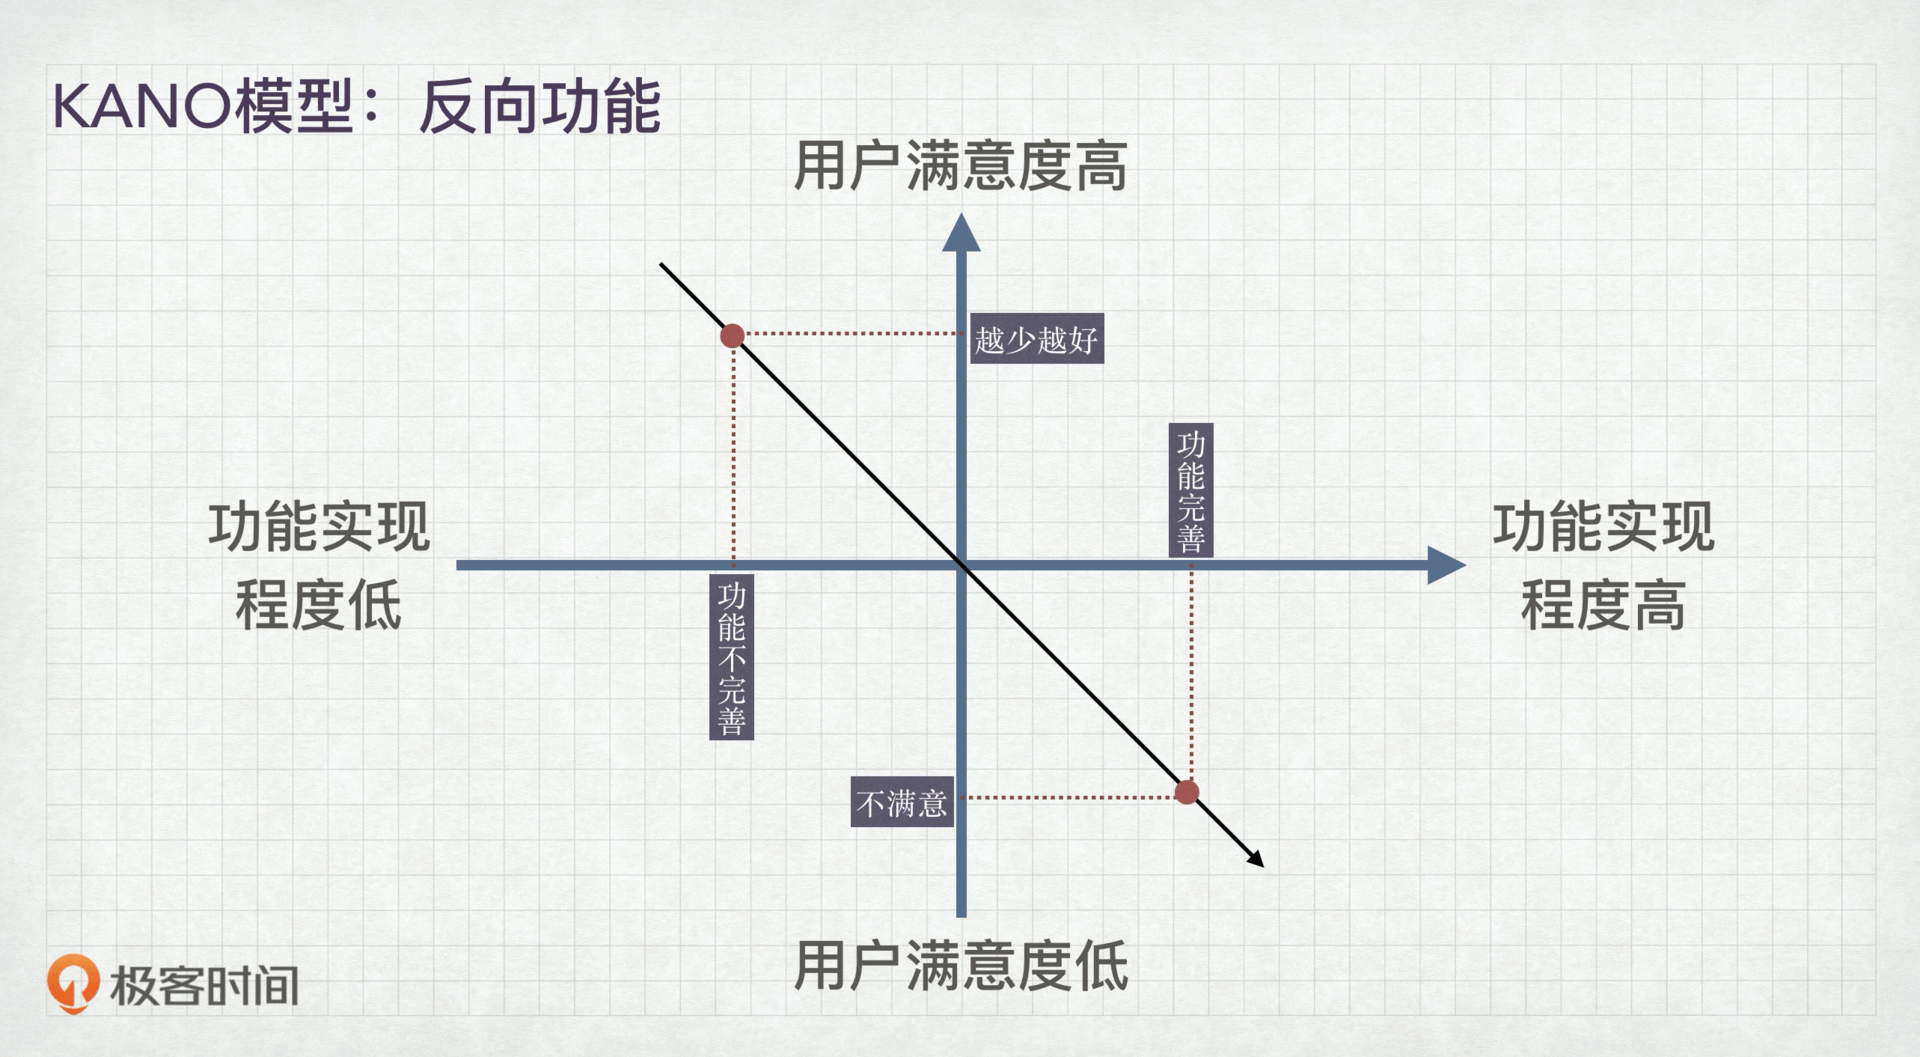 KANO模型：反向功能
用户满意度高
越少越好
功能完善
功能实现
程度低
功能实现
程度高
功能不完善
不满意
用户满意度低
极客时间